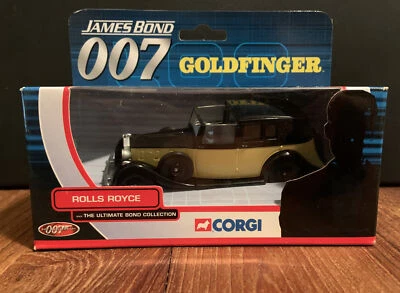 JAMES BOND
007 GOLDFINGER
ROLLS ROYCE
...THE ULTIMATE BOND COLLECTION
007
CORGI